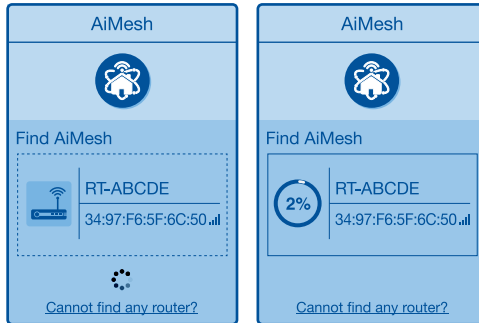 AiMesh
Find AiMesh
RT-ABCDE
34:97:F6:5F:6C:50
Cannot find any router?
AiMesh
Find AiMesh
2%
RT-ABCDE
34:97:F6:5F:6C:50
Cannot find any router?